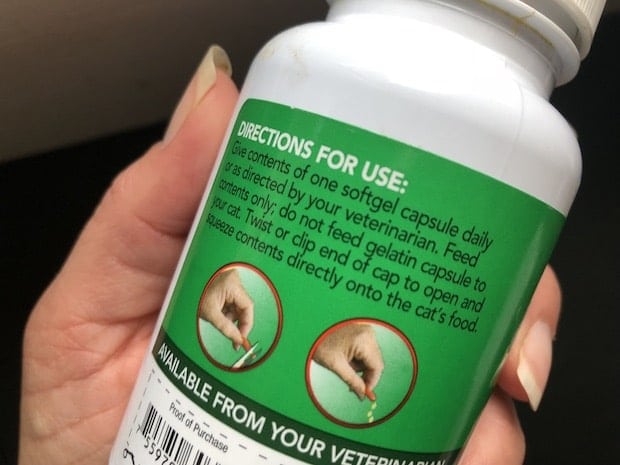 DIRECTIONS FOR USE:
Give contents of one softgel capsule daily
or as directed by your veterinarian. Feed
contents only; do not feed gelatin capsule to
your cat. Twist or clip end of cap to open and
squeeze contents directly onto the cat's food.
AVAILABLE FROM YOUR VETERINARIAN
Proof of Purchase